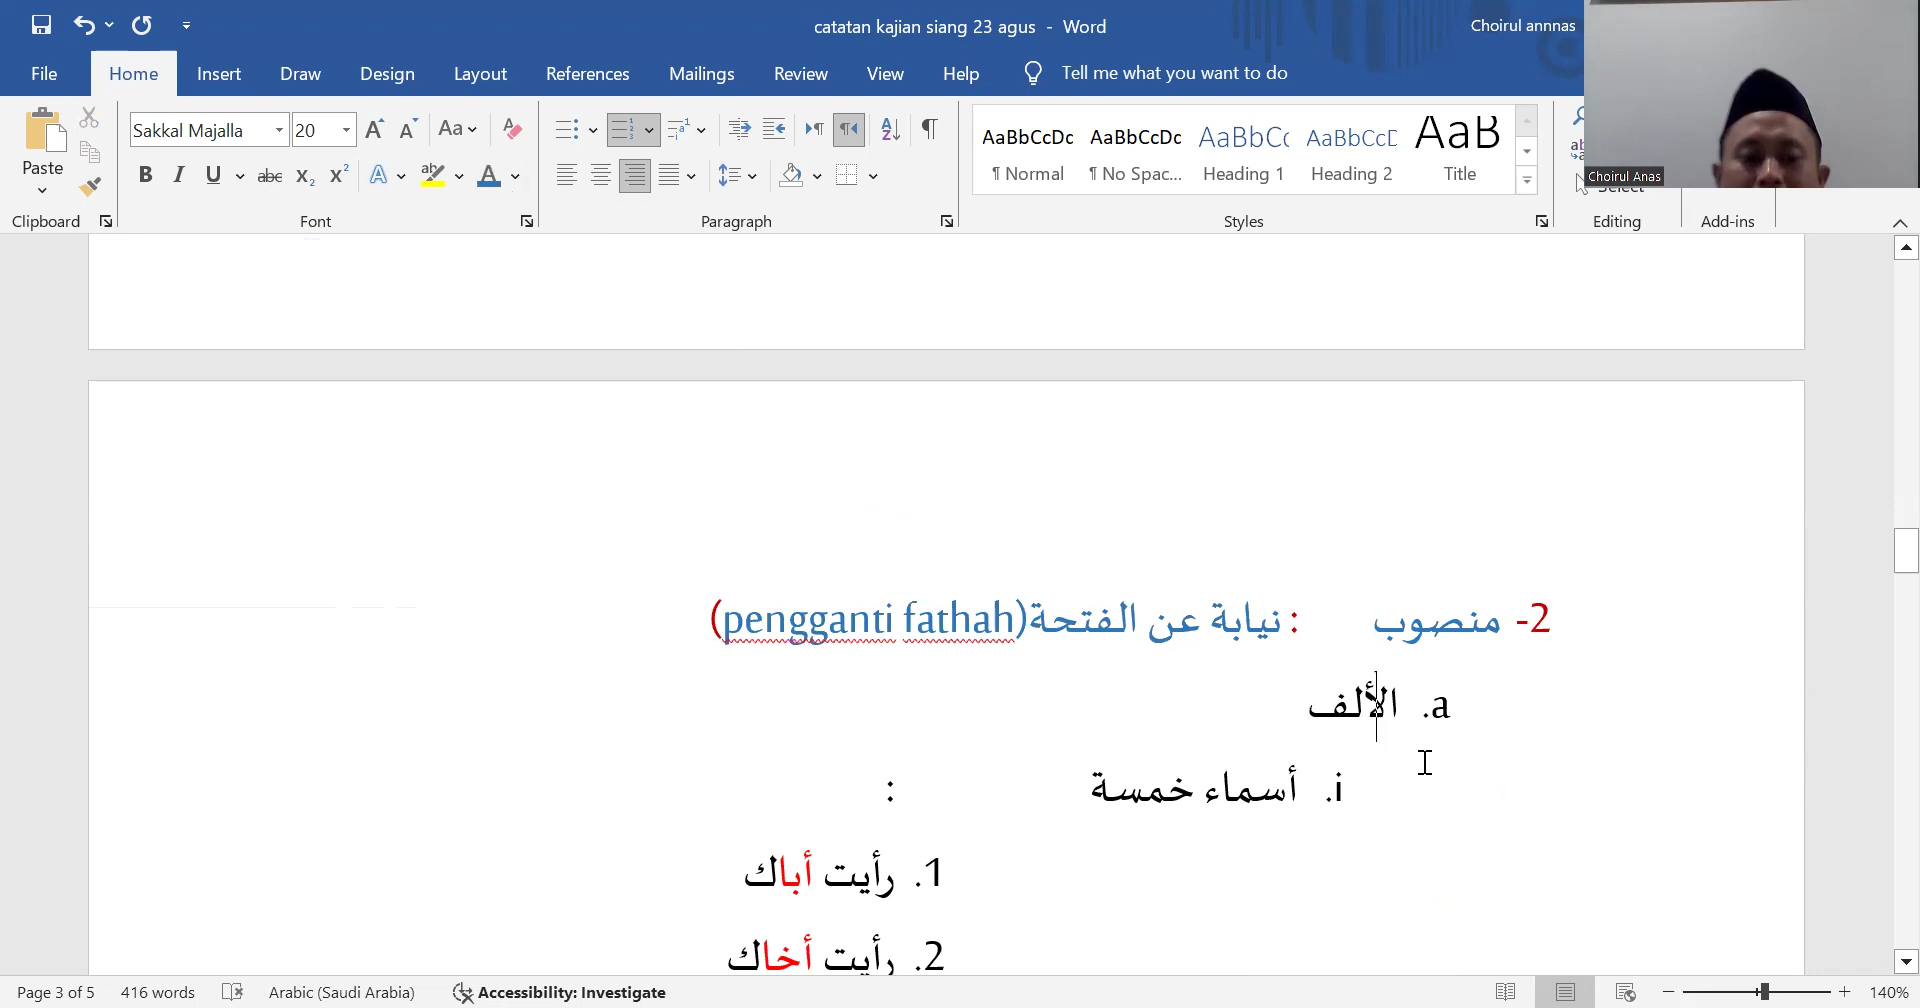 catatan kajian siang 23 agus - Word
Choirul annnas
File Home Insert Draw Design Layout References Mailings Review View Help Tell me what you want to do
Sakkal Majalla 20
Paste
AaBbCcDc AaBbCcDc AaBbCc AaBbCcD AaB
¶ Normal ¶ No Spac... Heading 1 Heading 2 Title
Choirul Anas
Select
Clipboard Font Paragraph Styles Editing Add-ins
2- منصوب : نيابة عن الفتحة(pengganti fathah)
a. الألف
i. أسماء خمسة :
1. رأيت أباك
2. رأيت أخاك
Page 3 of 5 416 words Arabic (Saudi Arabia) Accessibility: Investigate 140%